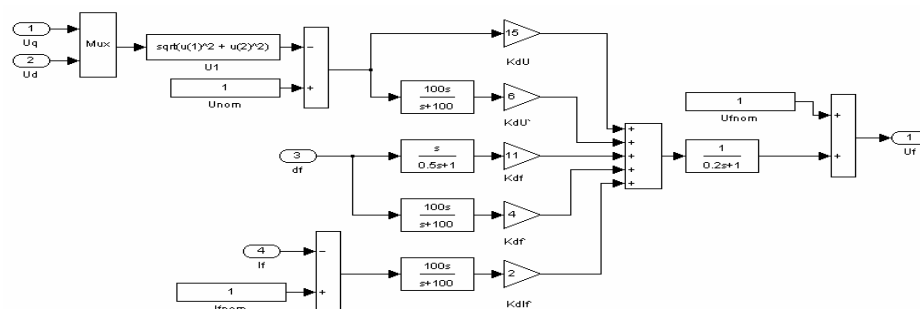 1
Uq
2
Ud
Mux
sqrt(u(1)^2 + u(2)^2)
U1
1
Unom
15
KdU
100s
s+100
6
KdU`
3
df
s
0.5s+1
11
Kdf
100s
s+100
4
Kdf`
4
If
1
Ifnom
100s
s+100
2
KdIf`
1
0.2s+1
1
Ufnom
1
Uf